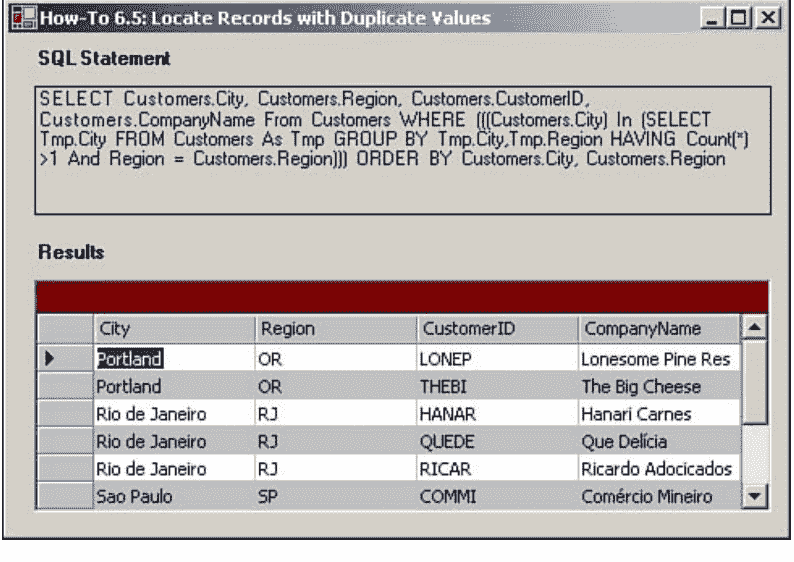 How-To 6.5: Locate Records with Duplicate Values
SQL Statement
SELECT Customers.City, Customers.Region, Customers.CustomerID,
Customers.CompanyName From Customers WHERE (((Customers.City) In (SELECT
Tmp.City FROM Customers As Tmp GROUP BY Tmp.City,Tmp.Region HAVING Count(*)
>1 And Region = Customers.Region))) ORDER BY Customers.City, Customers.Region
Results
City Region CustomerID CompanyName
Portland OR LONEP Lonesome Pine Res
Portland OR THEBI The Big Cheese
Rio de Janeiro RJ HANAR Hanari Carnes
Rio de Janeiro RJ QUEDE Que Delícia
Rio de Janeiro RJ RICAR Ricardo Adocicados
Sao Paulo SP COMMI Comércio Mineiro